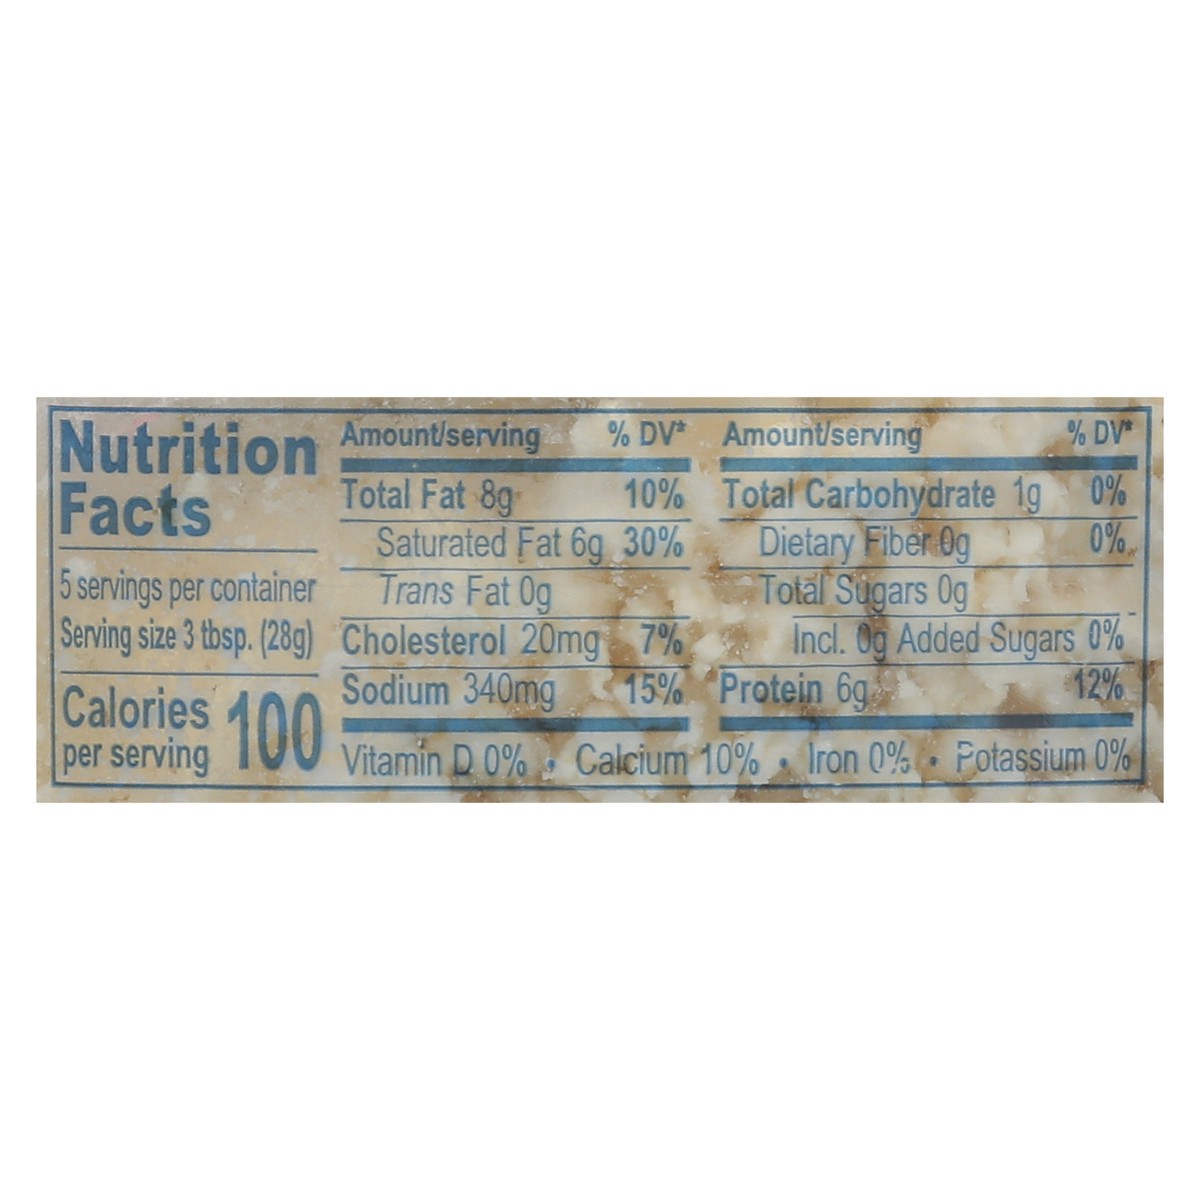 Nutrition
Facts
5 servings per container
Serving size 3 tbsp. (28g)
Calories 100
per serving
Amount/serving % DV*
Total Fat 8g 10%
Saturated Fat 6g 30%
Trans Fat 0g
Cholesterol 20mg 7%
Sodium 340mg 15%
Amount/serving % DV*
Total Carbohydrate 1g 0%
Dietary Fiber 0g 0%
Total Sugars 0g
Incl. 0g Added Sugars 0%
Protein 6g 12%
Vitamin D 0% • Calcium 10% • Iron 0% • Potassium 0%